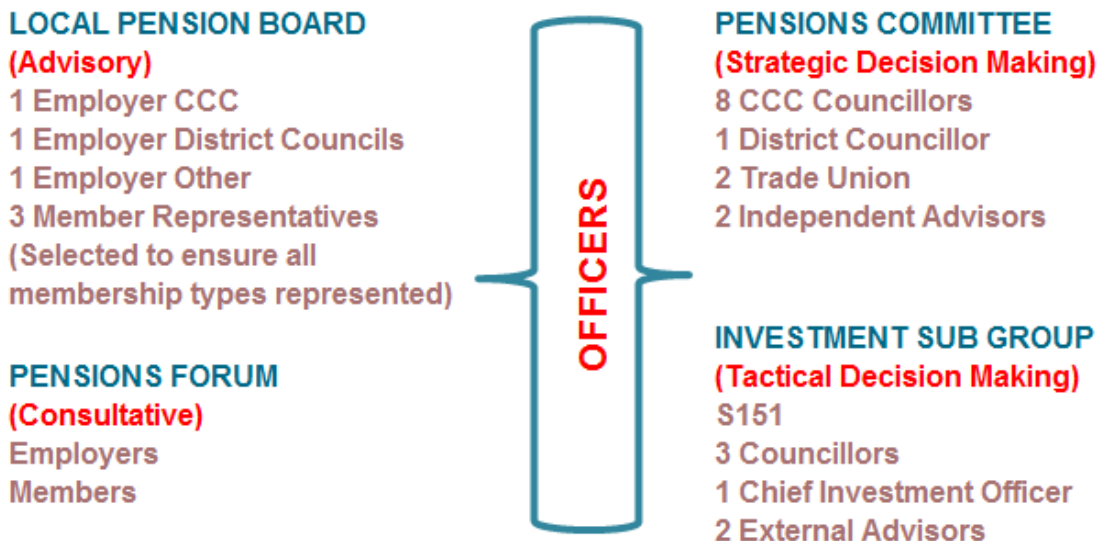 LOCAL PENSION BOARD
(Advisory)
1 Employer CCC
1 Employer District Councils
1 Employer Other
3 Member Representatives
(Selected to ensure all
membership types represented)
PENSIONS FORUM
(Consultative)
Employers
Members
OFFICERS
PENSIONS COMMITTEE
(Strategic Decision Making)
8 CCC Councillors
1 District Councillor
2 Trade Union
2 Independent Advisors
INVESTMENT SUB GROUP
(Tactical Decision Making)
S151
3 Councillors
1 Chief Investment Officer
2 External Advisors